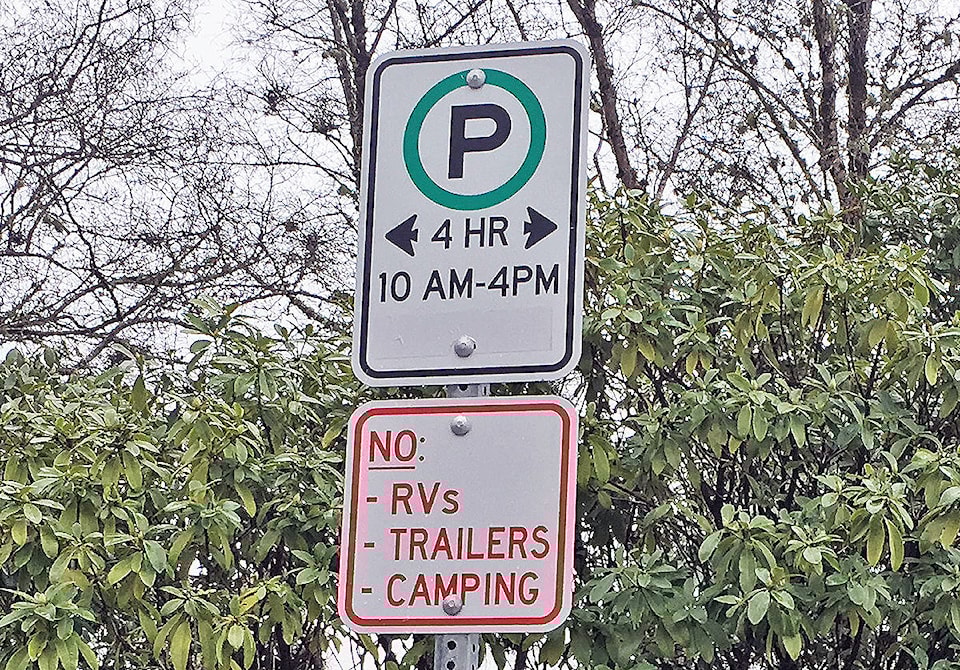 P
4 HR
10 AM-4PM
NO:
- RVs
- TRAILERS
- CAMPING